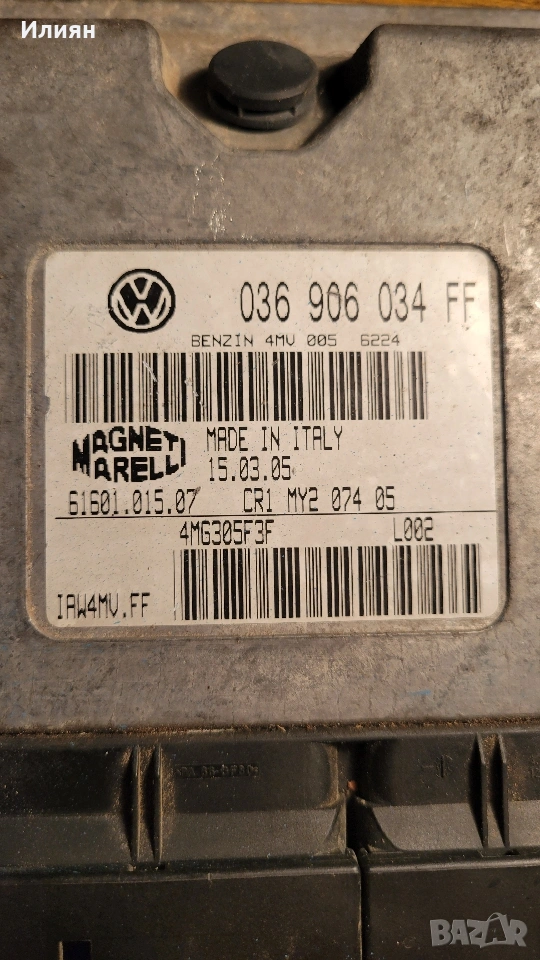 Илиян
036 906 034 FF
BENZIN 4MV 005 6224
MAGNETI MARELLI
MADE IN ITALY
15.03.05
61601.015.07 CR1 MY2 074 05
4MG305F3F L002
IAW4MV.FF
BAZAR